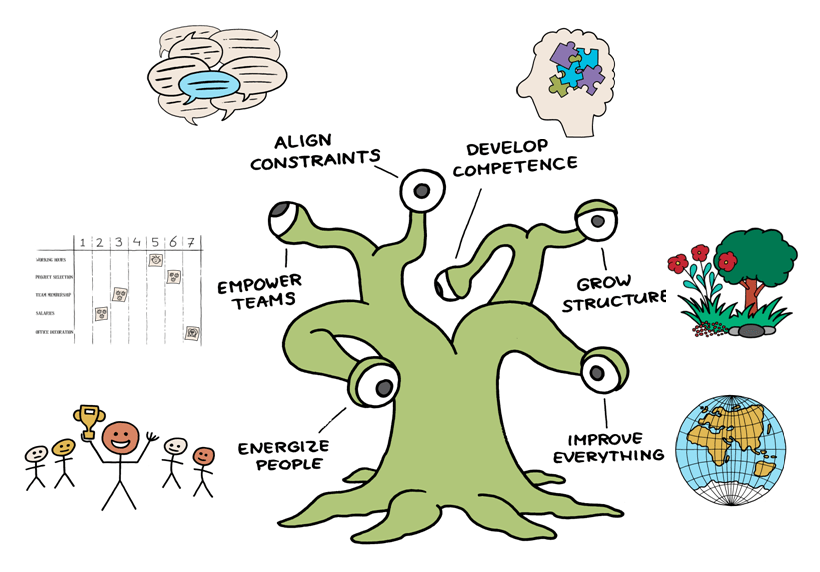 ALIGN
CONSTRAINTS
DEVELOP
COMPETENCE
1 2 3 4 5 6 7
WORKING HOURS
PROJECT SELECTION
TEAM MEMBERSHIP
SALARIES
OFFICE DECORATION
EMPOWER
TEAMS
GROW
STRUCTURE
ENERGIZE
PEOPLE
IMPROVE
EVERYTHING